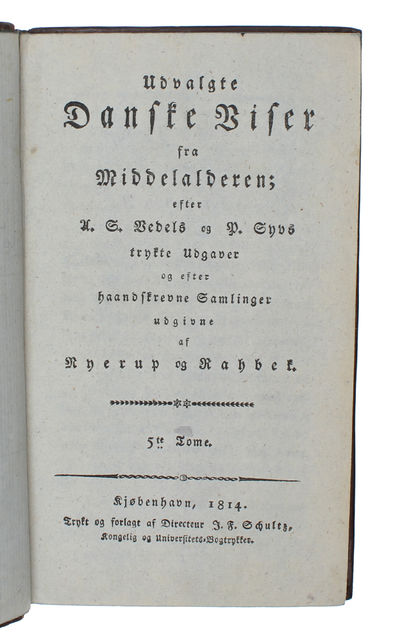 Udvalgte
Danske Viser
fra
Middelalderen;
efter
A. S. Vedels og P. Syvs
trykte Udgaver
og efter
haandskrevne Samlinger
udgivne
af
Nyerup og Rahbek.
5te Tome.
Kjøbenhavn, 1814.
Trykt og forlagt af Directeur J. F. Schultz,
Kongelig og Universitets-Bogtrykker.